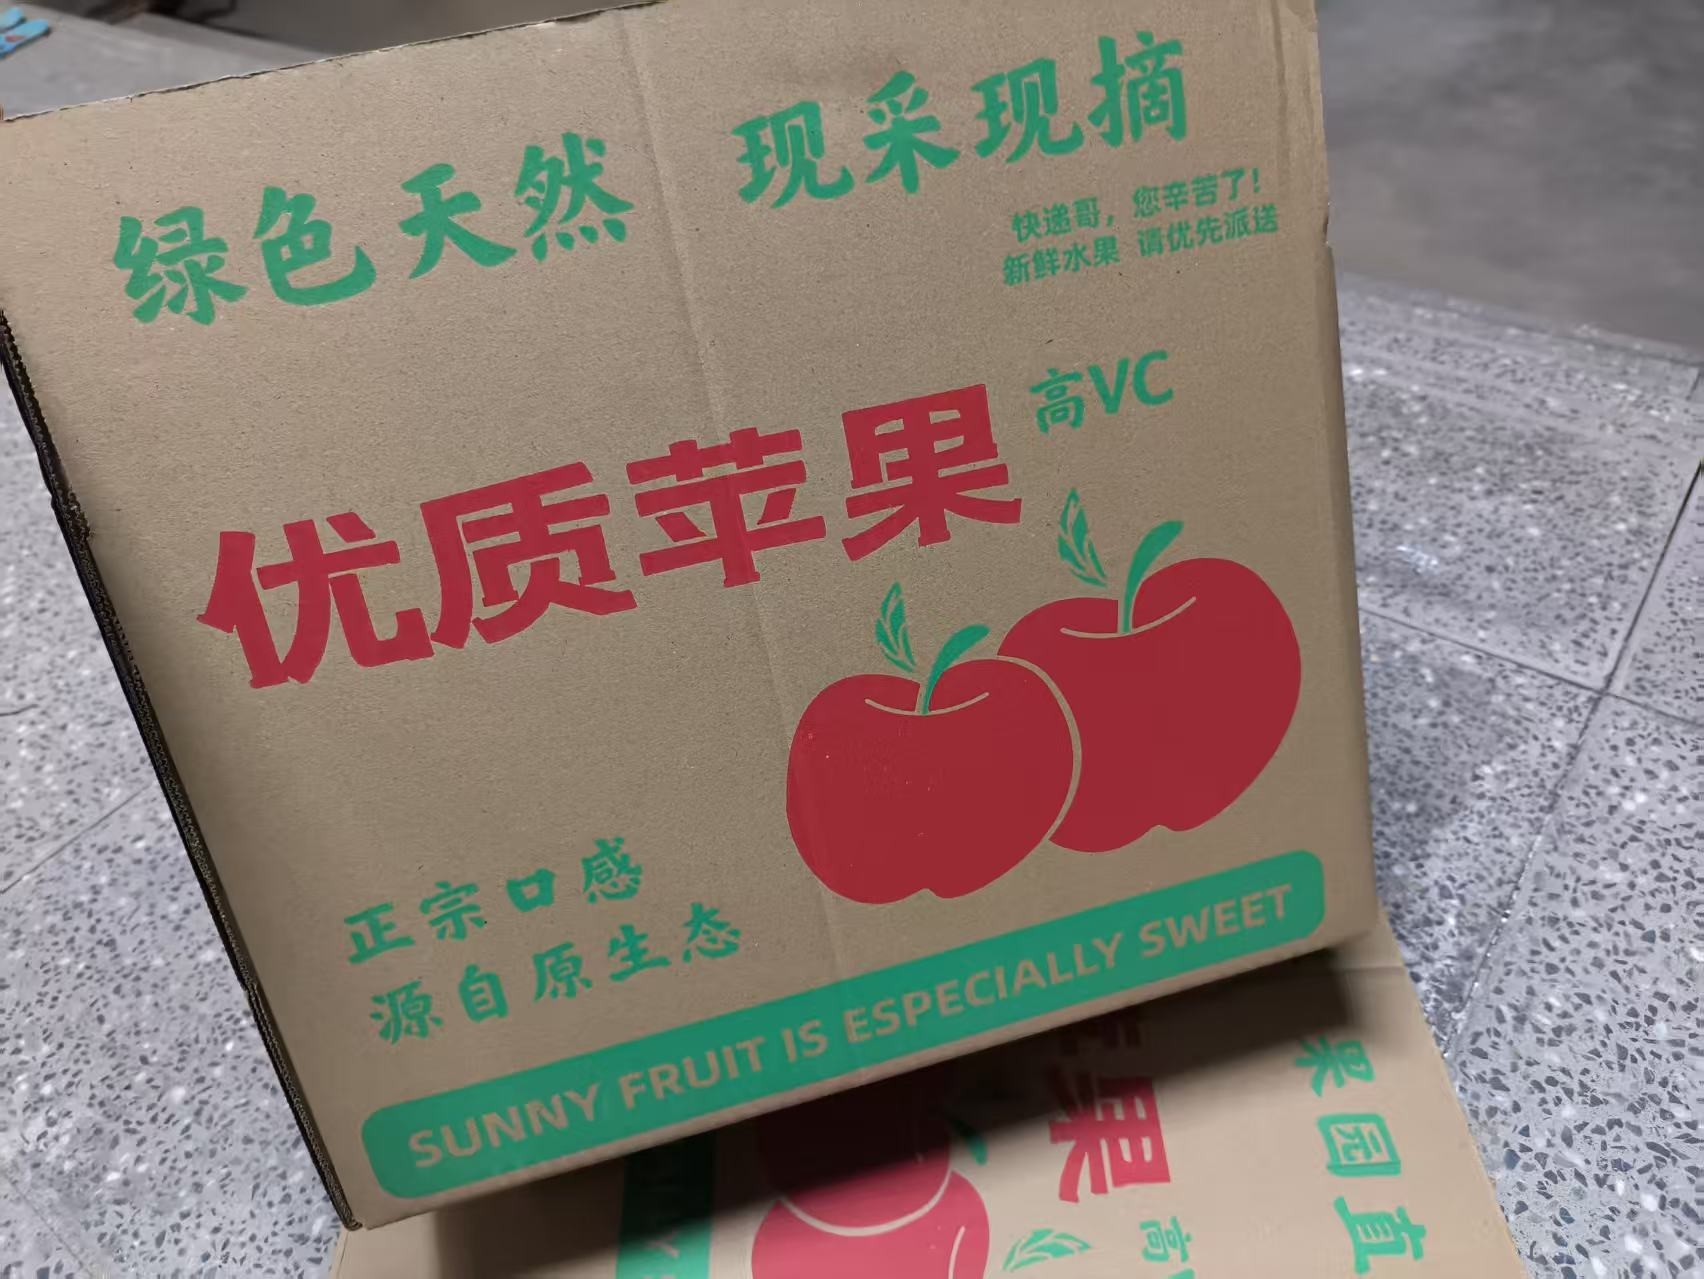 绿色天然 现采现摘
快递哥，您辛苦了！
新鲜水果 请优先派送
优质苹果
高VC
正宗口感
源自原生态
SUNNY FRUIT IS ESPECIALLY SWEET
果园直
苹果
高